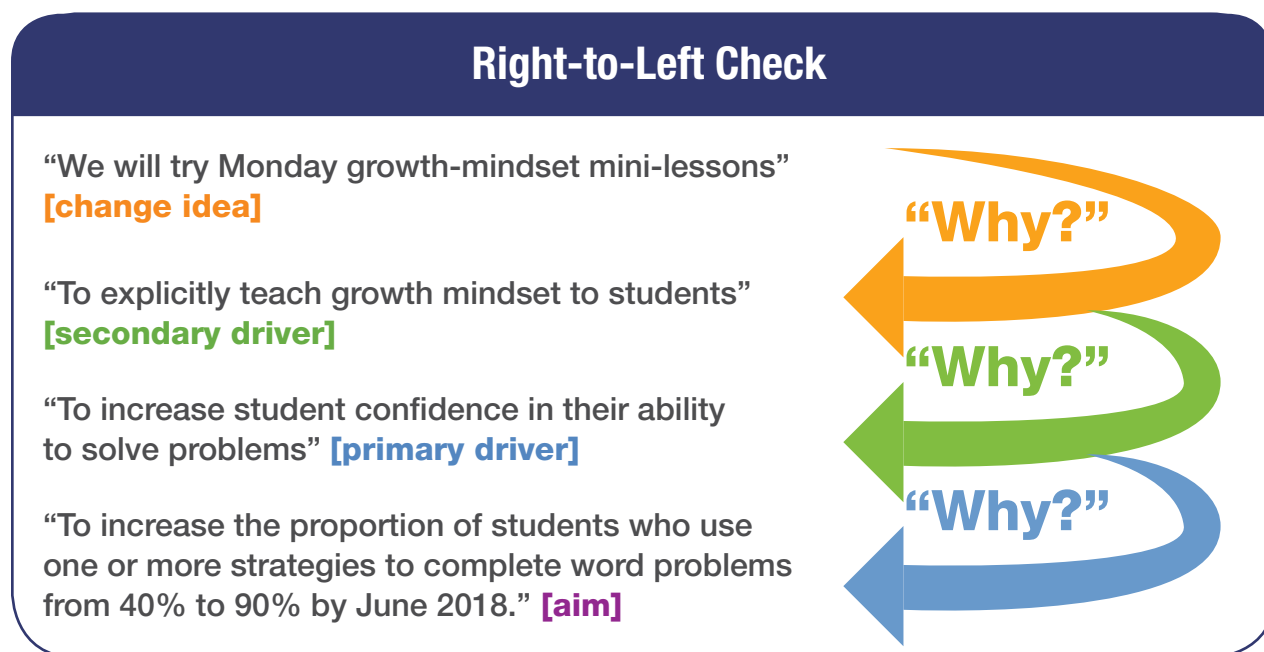 Right-to-Left Check
“We will try Monday growth-mindset mini-lessons”
[change idea]
“Why?”
“To explicitly teach growth mindset to students”
[secondary driver]
“Why?”
“To increase student confidence in their ability
to solve problems” [primary driver]
“Why?”
“To increase the proportion of students who use
one or more strategies to complete word problems
from 40% to 90% by June 2018.” [aim]